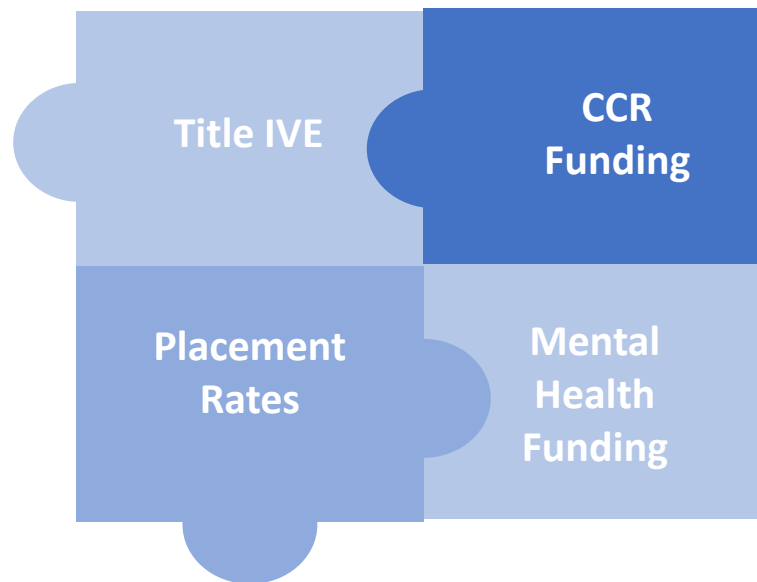 Title IVE
CCR
Funding
Placement
Rates
Mental
Health
Funding